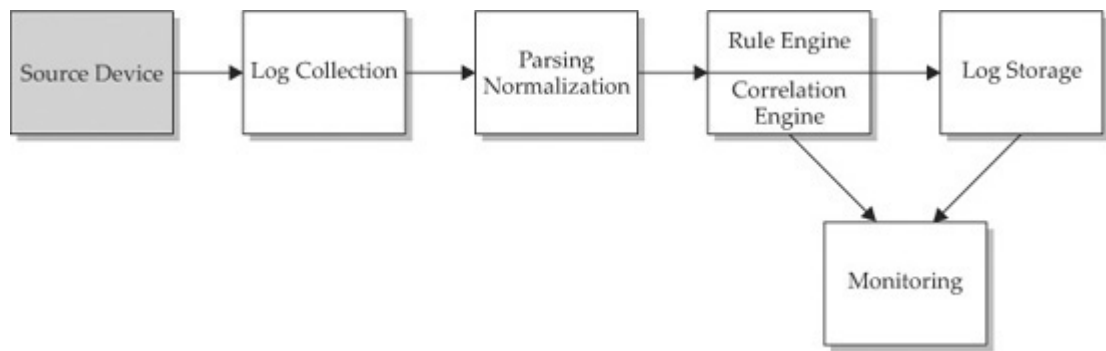 Source Device
Log Collection
Parsing
Normalization
Rule Engine
Correlation
Engine
Log Storage
Monitoring